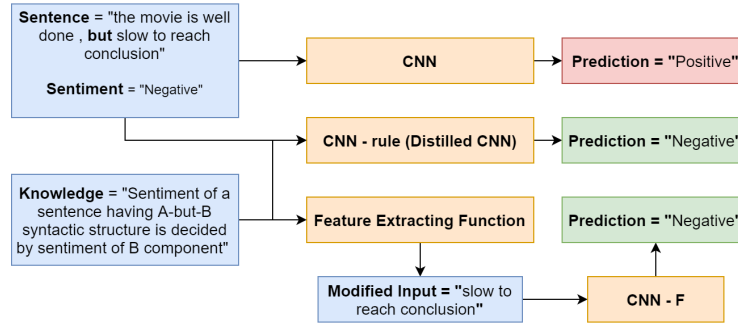 Sentence = "the movie is well
done , but slow to reach
conclusion"
Sentiment = "Negative"
CNN
Prediction = "Positive"
CNN - rule (Distilled CNN)
Prediction = "Negative"
Knowledge = "Sentiment of a
sentence having A-but-B
syntactic structure is decided
by sentiment of B component"
Feature Extracting Function
Prediction = "Negative"
Modified Input = "slow to
reach conclusion"
CNN - F